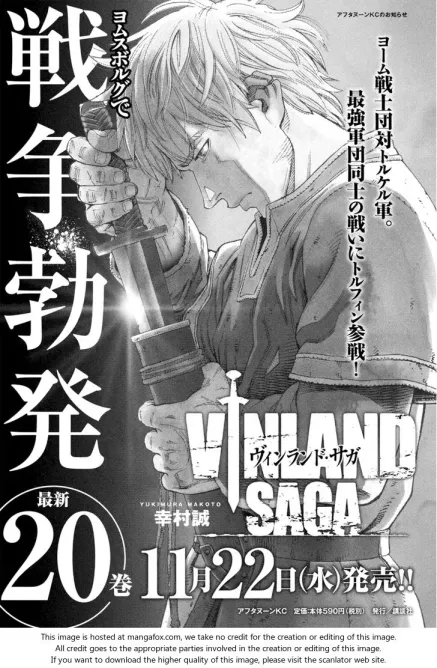 アフタヌーンKCのお知らせ
ヨーム戦士団対トルケル軍。
最強軍団同士の戦いにトルフィン参戦!
ヨムスボルグで
戦争勃発
VINLAND
ヴィンランド・サガ
SAGA
YUKIMURA MAKOTO
幸村誠
最新
20巻
11月22日(水)発売!!
アフタヌーンKC 定価:本体590円(税別) 発行/講談社
This image is hosted at mangafox.com, we take no credit for the creation or editing of this image.
All credit goes to the appropriate parties involved in the creation or editing of this image.
If you want to download the higher quality of this image, please visit the scanlator web site.